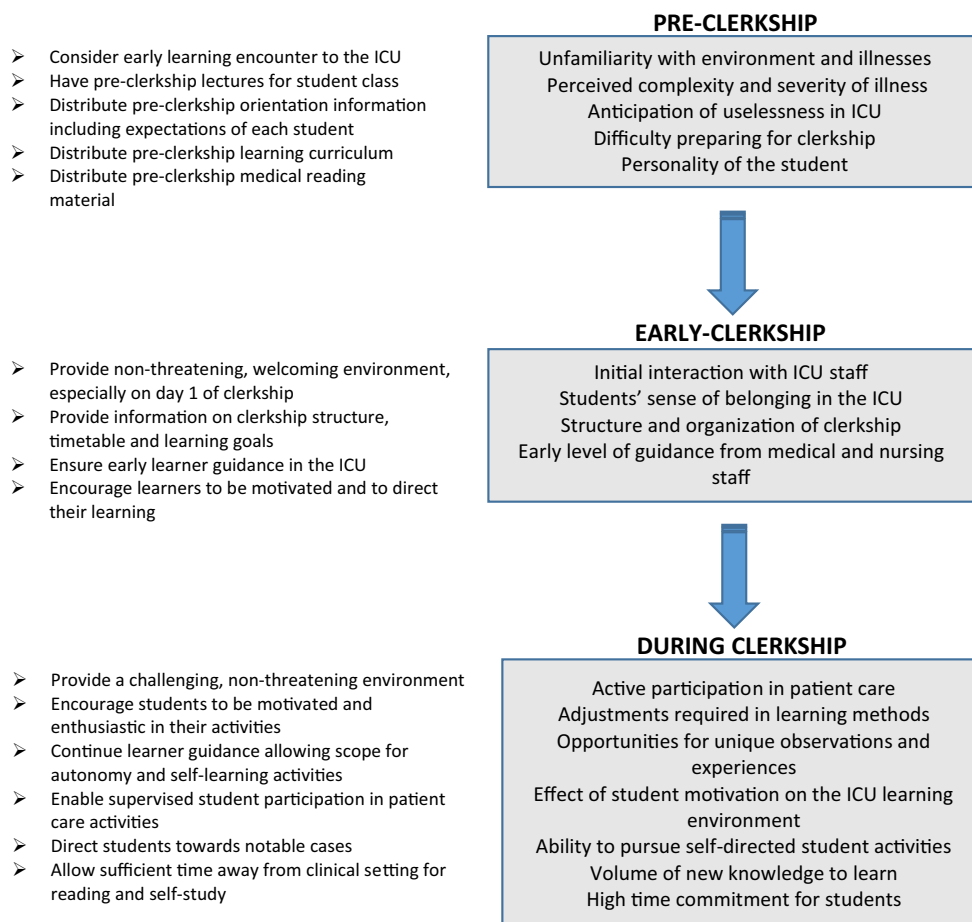 PRE-CLERKSHIP
➢ Consider early learning encounter to the ICU
➢ Have pre-clerkship lectures for student class
➢ Distribute pre-clerkship orientation information
including expectations of each student
➢ Distribute pre-clerkship learning curriculum
➢ Distribute pre-clerkship medical reading
material
Unfamiliarity with environment and illnesses
Perceived complexity and severity of illness
Anticipation of uselessness in ICU
Difficulty preparing for clerkship
Personality of the student
EARLY-CLERKSHIP
➢ Provide non-threatening, welcoming environment,
especially on day 1 of clerkship
➢ Provide information on clerkship structure,
timetable and learning goals
➢ Ensure early learner guidance in the ICU
➢ Encourage learners to be motivated and to direct
their learning
Initial interaction with ICU staff
Students’ sense of belonging in the ICU
Structure and organization of clerkship
Early level of guidance from medical and nursing
staff
DURING CLERKSHIP
➢ Provide a challenging, non-threatening environment
➢ Encourage students to be motivated and
enthusiastic in their activities
➢ Continue learner guidance allowing scope for
autonomy and self-learning activities
➢ Enable supervised student participation in patient
care activities
➢ Direct students towards notable cases
➢ Allow sufficient time away from clinical setting for
reading and self-study
Active participation in patient care
Adjustments required in learning methods
Opportunities for unique observations and
experiences
Effect of student motivation on the ICU learning
environment
Ability to pursue self-directed student activities
Volume of new knowledge to learn
High time commitment for students